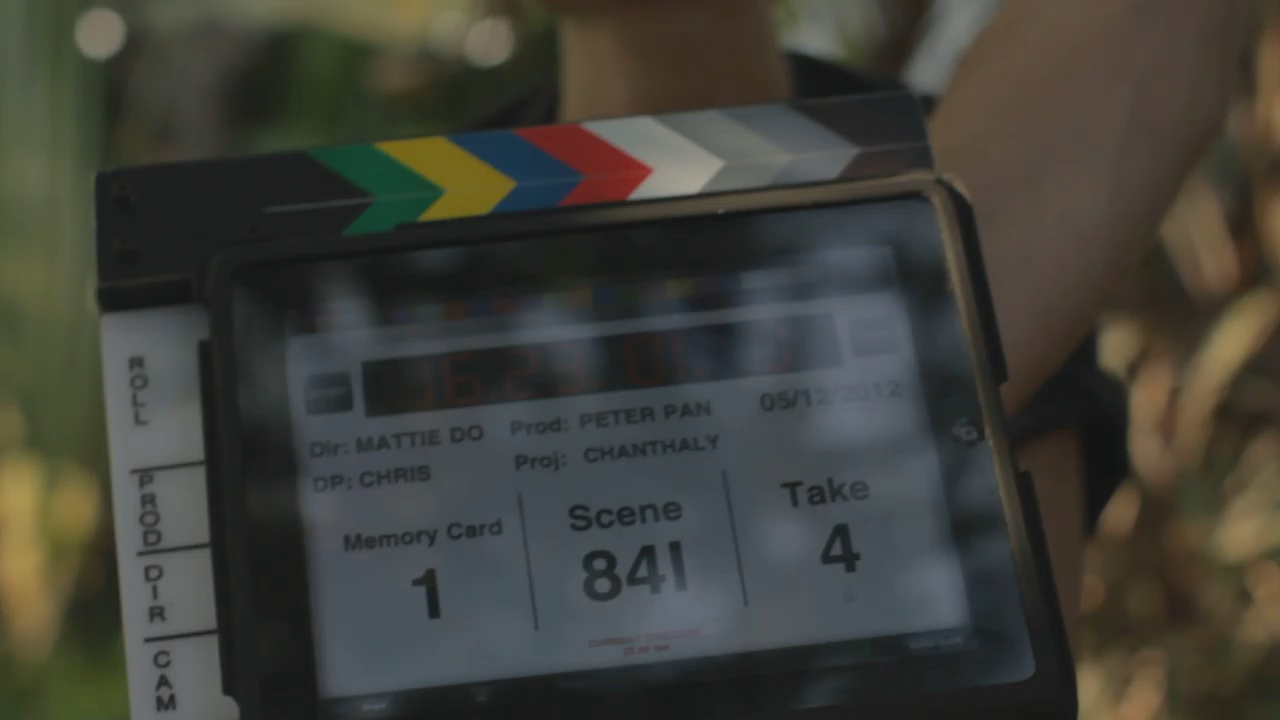 Dir: MATTIE DO Prod: PETER PAN 05/12/2012
DP: CHRIS Proj: CHANTHALY
Memory Card Scene Take
1 84I 4
ROLL
PROD
DIR
CAM